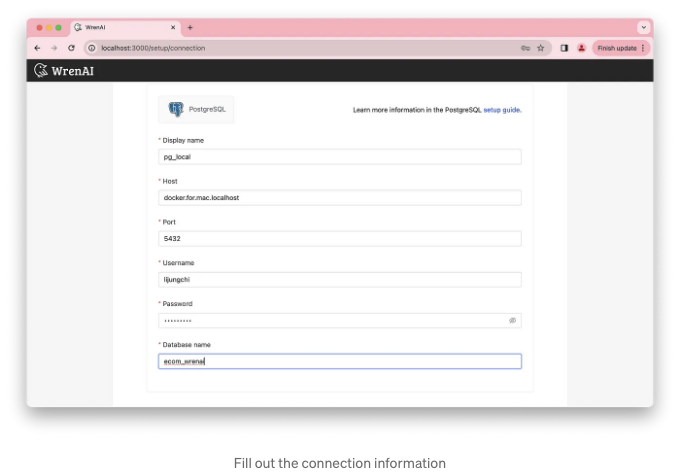 WrenAI
localhost:3000/setup/connection
Finish update
WrenAI
PostgreSQL
Learn more information in the PostgreSQL setup guide.
* Display name
pg_local
* Host
docker.for.mac.localhost
* Port
5432
* Username
lijungchi
* Password
•••••••••
* Database name
ecom_wrenai
Fill out the connection information